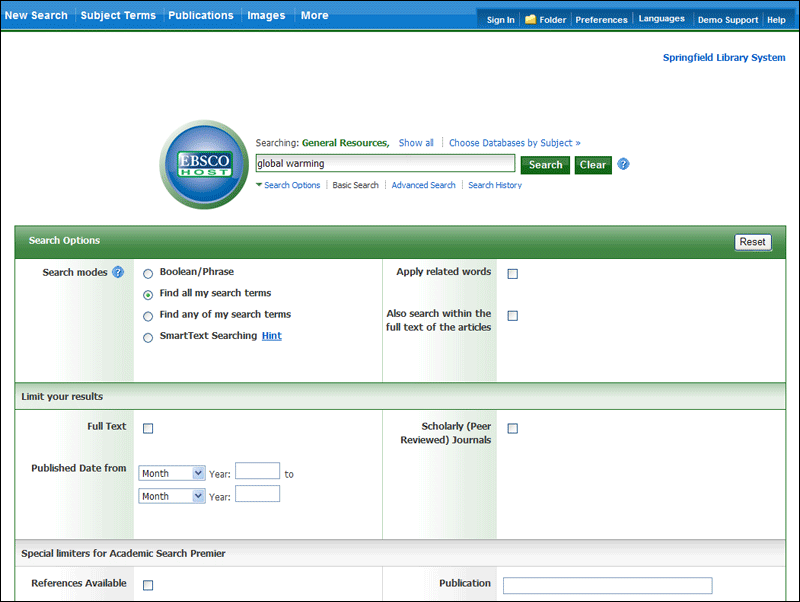 New Search Subject Terms Publications Images More
Sign In Folder Preferences Languages Demo Support Help
Springfield Library System
EBSCO
HOST
Searching: General Resources, Show all Choose Databases by Subject »
global warming Search Clear ?
Search Options Basic Search Advanced Search Search History
Search Options Reset
Search modes ? Boolean/Phrase
Find all my search terms
Find any of my search terms
SmartText Searching Hint
Apply related words
Also search within the
full text of the articles
Limit your results
Full Text
Scholarly (Peer
Reviewed) Journals
Published Date from Month Year: to
Month Year:
Special limiters for Academic Search Premier
References Available
Publication